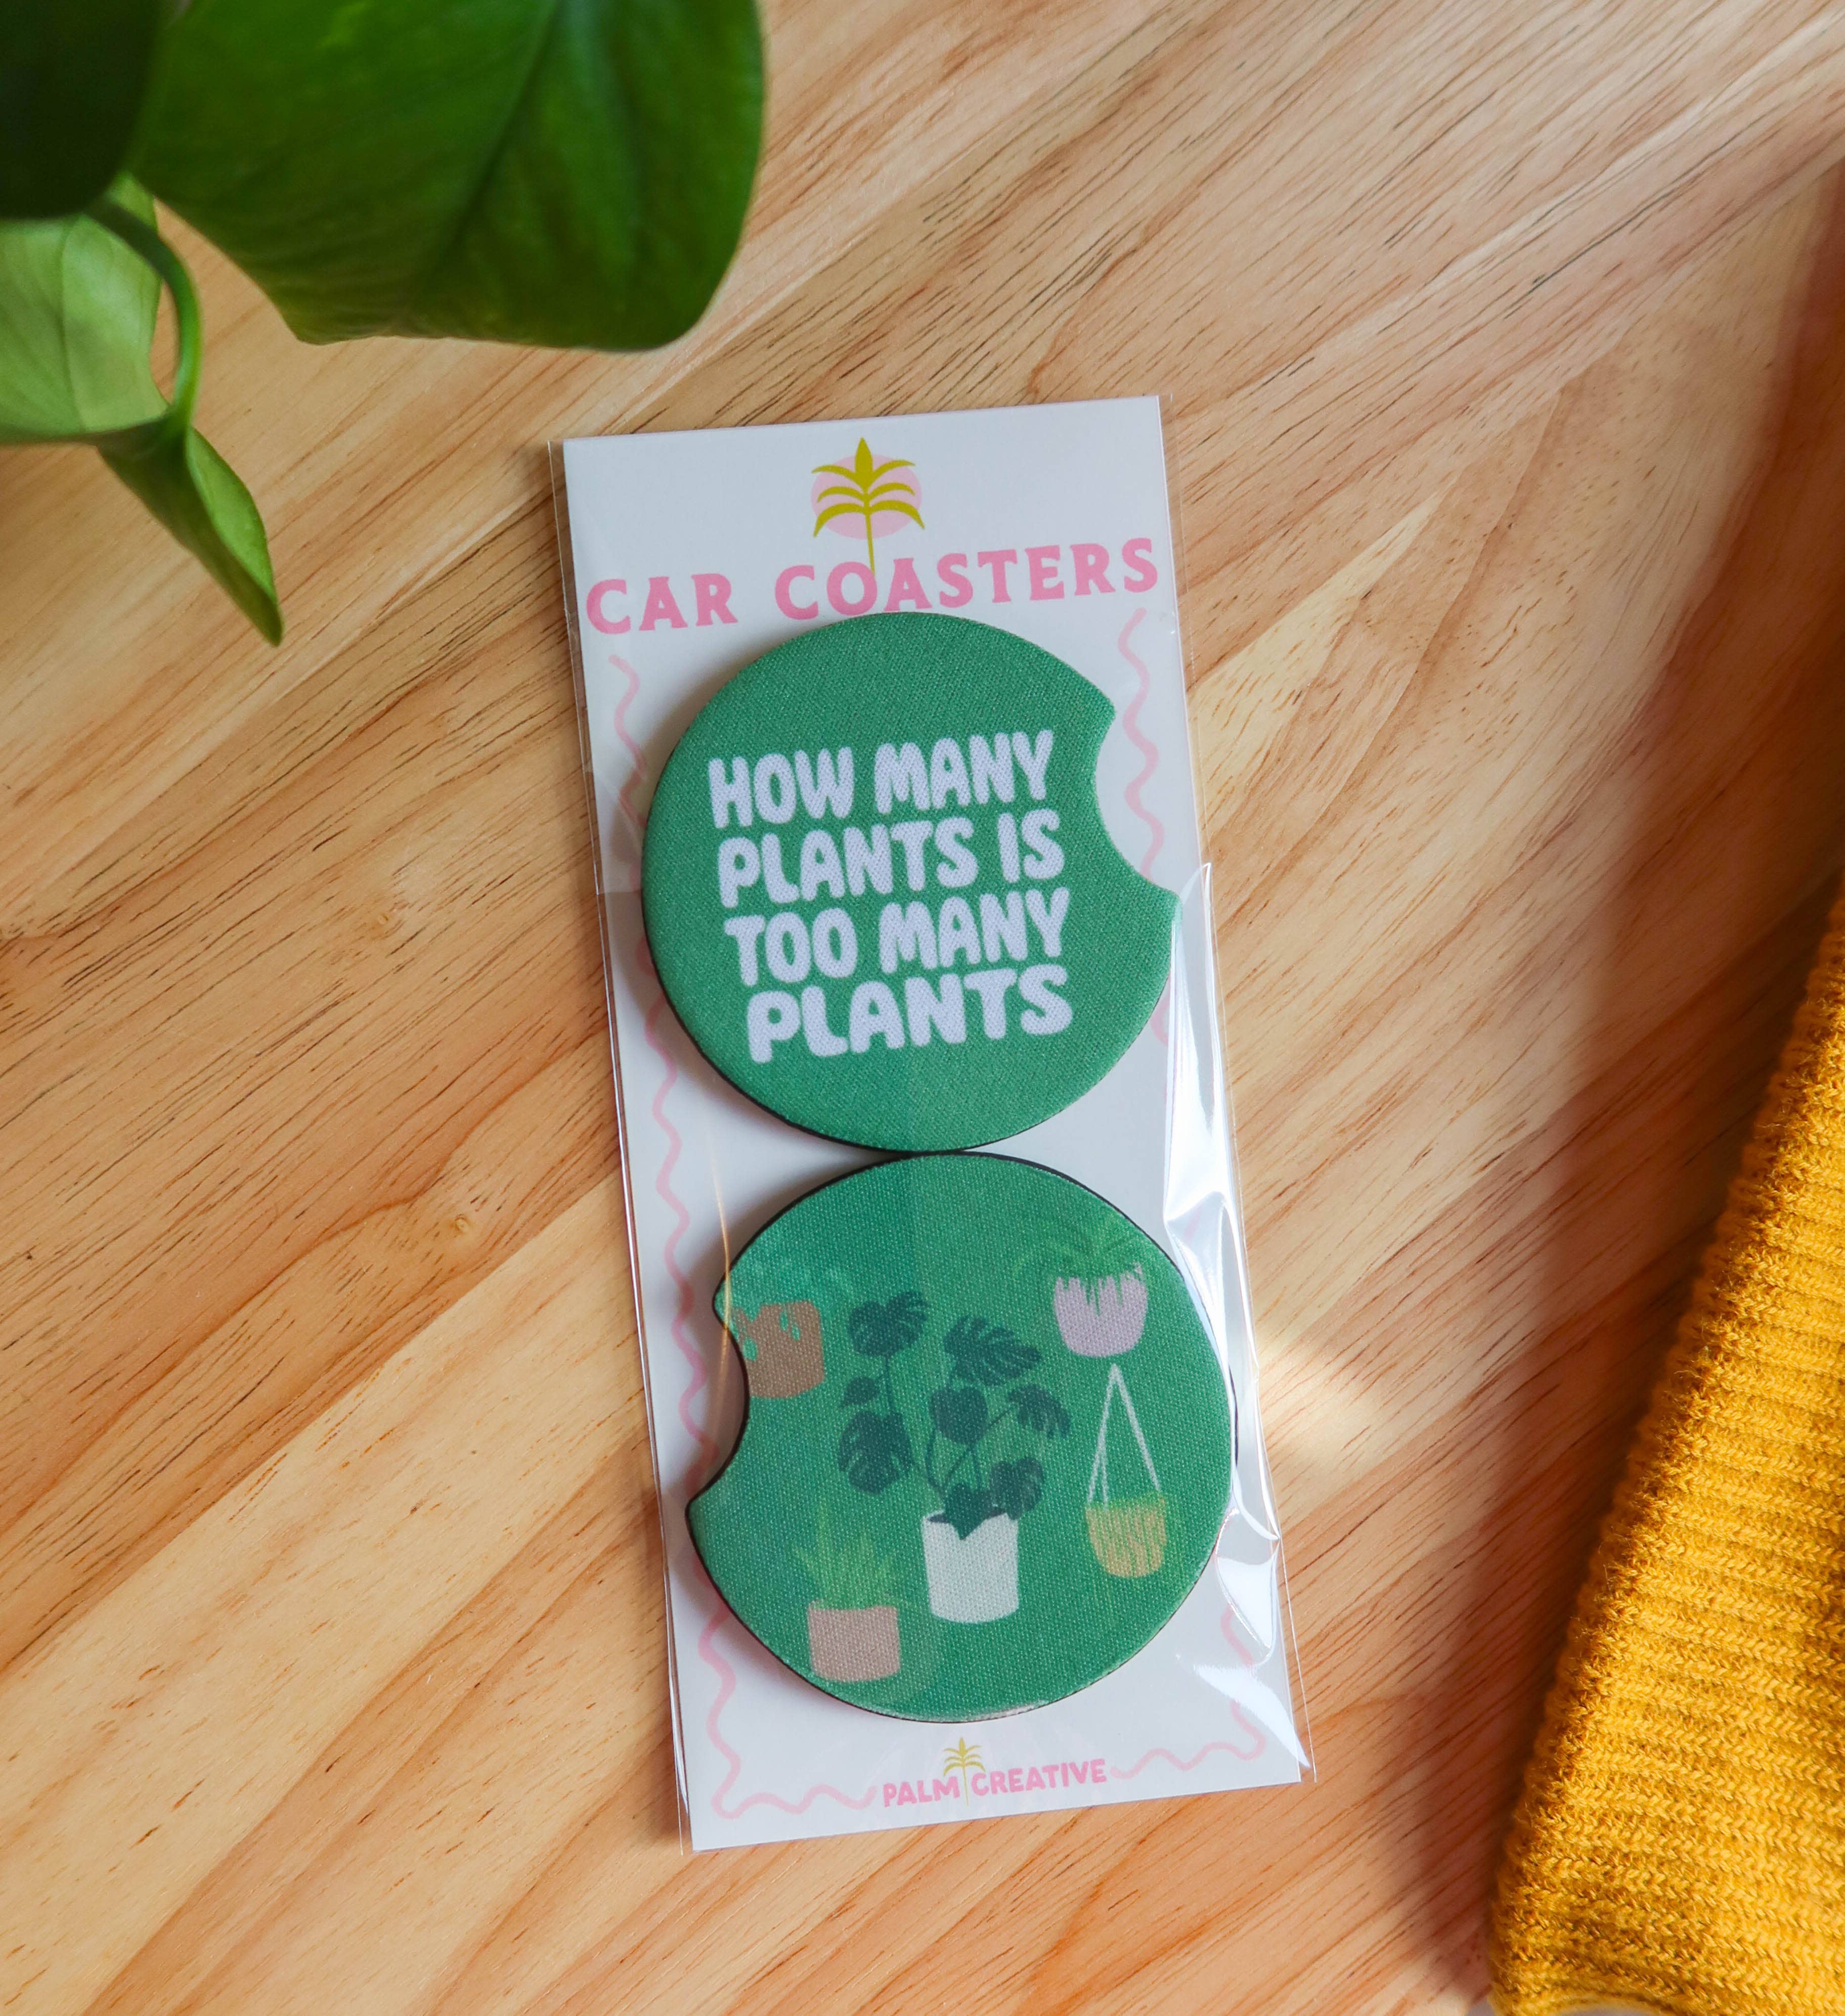 CAR COASTERS
HOW MANY
PLANTS IS
TOO MANY
PLANTS
PALM CREATIVE